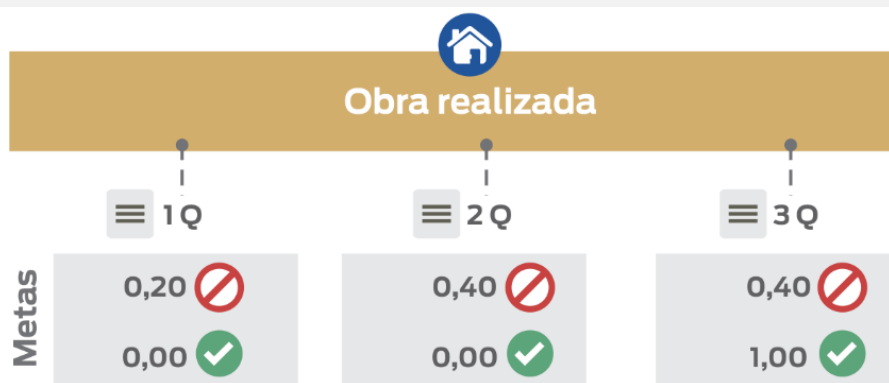 Obra realizada
1 Q 2 Q 3 Q
Metas
0,20 0,40 0,40
0,00 0,00 1,00